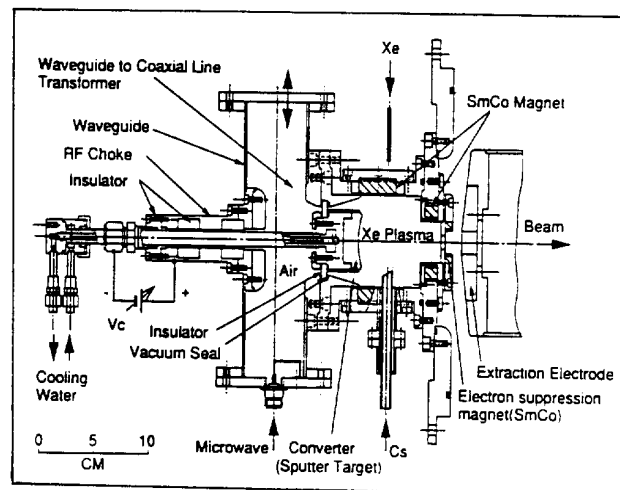 Xe
Waveguide to Coaxial Line
Transformer
SmCo Magnet
Waveguide
RF Choke
Insulator
Xe Plasma
Beam
Air
-
+
Vc
Insulator
Vacuum Seal
Cooling
Water
Extraction Electrode
Electron suppression
magnet(SmCo)
0 5 10
CM
Microwave
Converter
(Sputter Target)
Cs